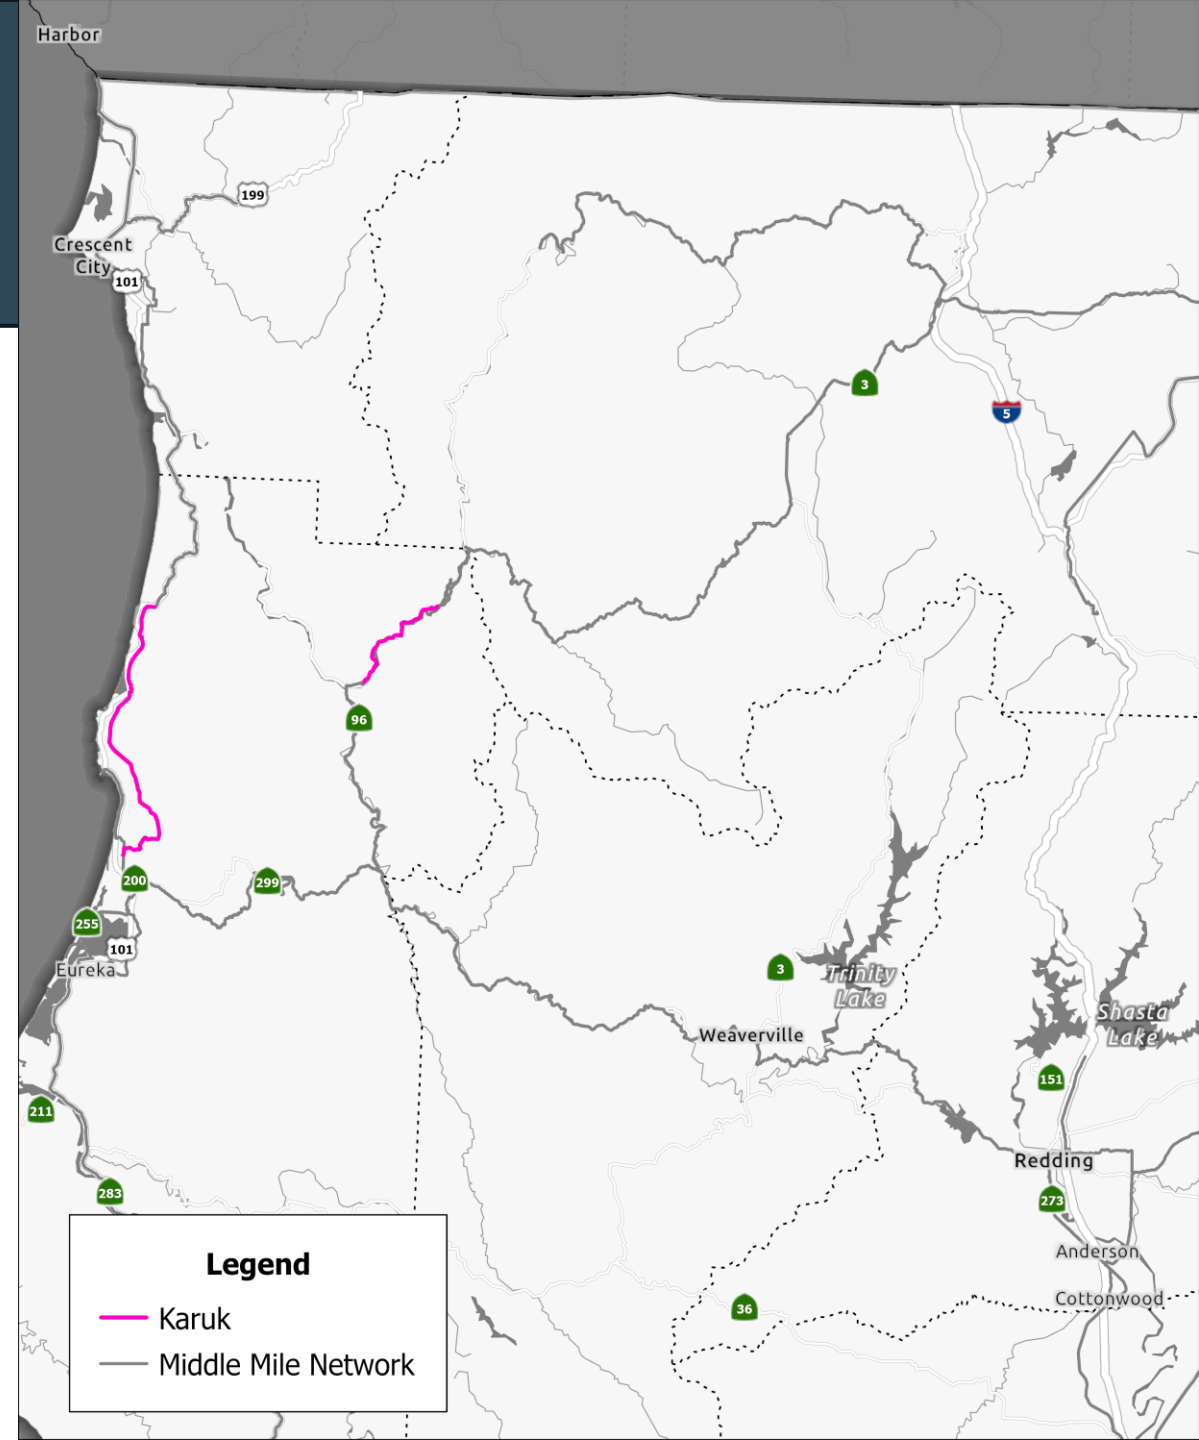 Harbor
199
Crescent
City
101
3
5
96
200
299
255
101
Eureka
3
Trinity
Lake
Shasta
Lake
Weaverville
151
211
Redding
283
273
Anderson
Cottonwood
36
Legend
Karuk
Middle Mile Network